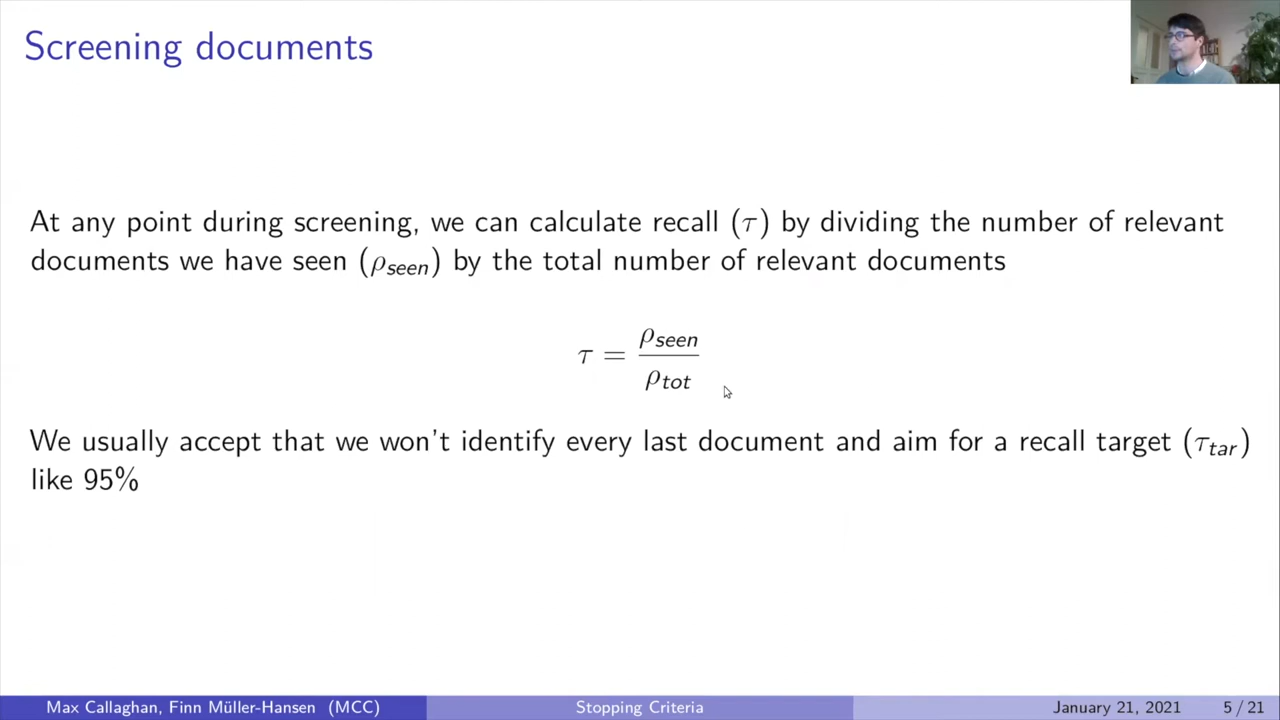 Screening documents
At any point during screening, we can calculate recall (τ) by dividing the number of relevant
documents we have seen (ρseen) by the total number of relevant documents
τ = ρseen / ρtot
We usually accept that we won't identify every last document and aim for a recall target (τtar)
like 95%
Max Callaghan, Finn Müller-Hansen (MCC) Stopping Criteria January 21, 2021 5 / 21